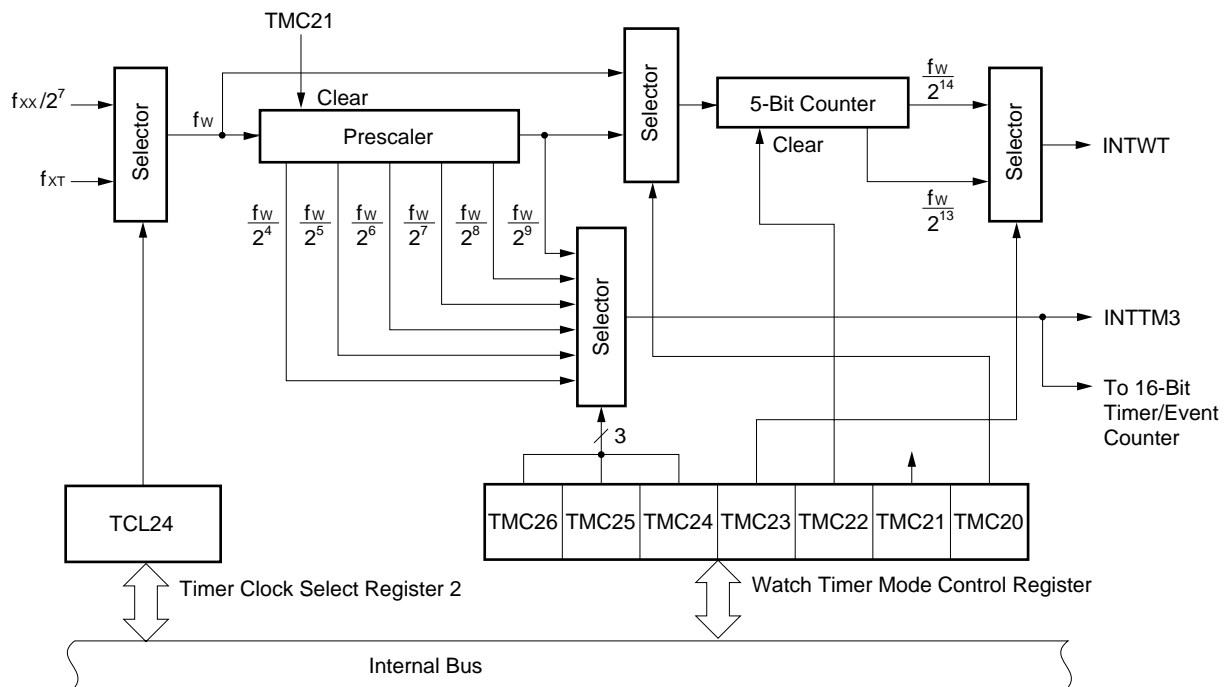 TMC21
fXX/2^7
fXT
Selector
fW
Clear
Prescaler
Selector
5-Bit Counter
Clear
fW/2^14
fW/2^13
Selector
INTWT
fW/2^4
fW/2^5
fW/2^6
fW/2^7
fW/2^8
fW/2^9
Selector
INTTM3
To 16-Bit
Timer/Event
Counter
3
TCL24
TMC26 TMC25 TMC24 TMC23 TMC22 TMC21 TMC20
Timer Clock Select Register 2
Watch Timer Mode Control Register
Internal Bus